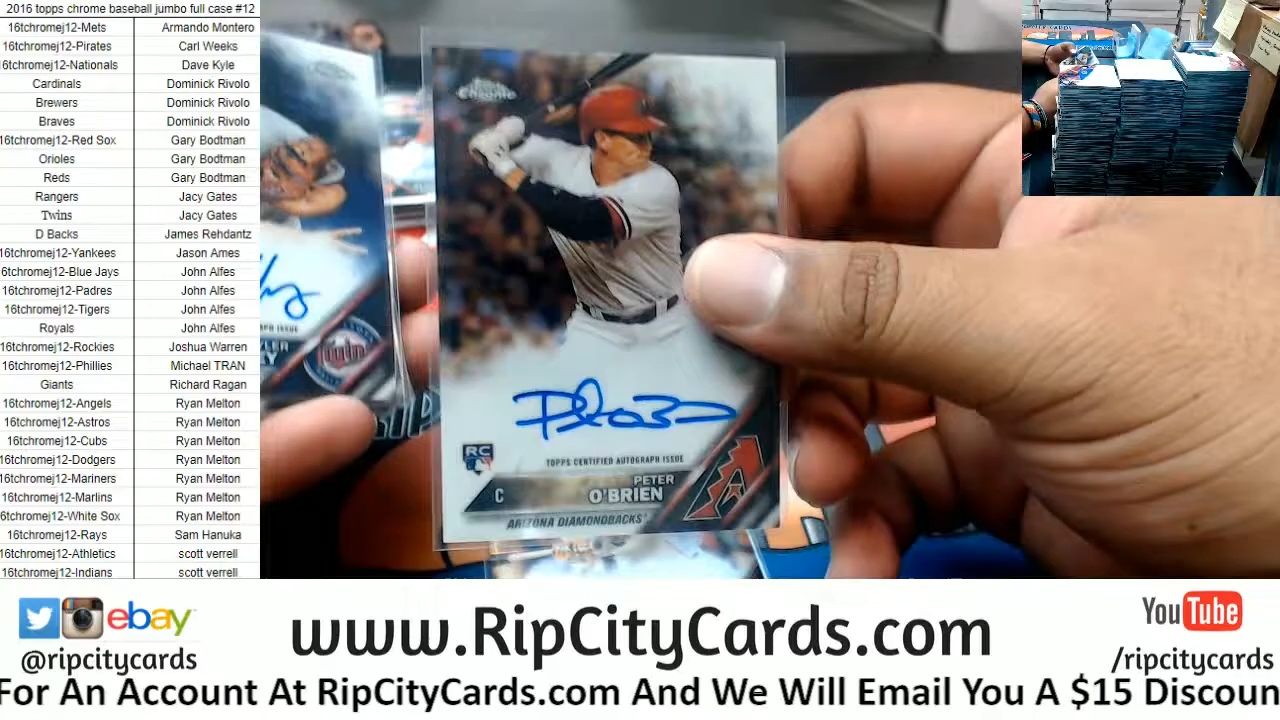 2016 topps chrome baseball jumbo full case #12
16tchromej12-Mets Armando Montero
16tchromej12-Pirates Carl Weeks
16tchromej12-Nationals Dave Kyle
Cardinals Dominick Rivolo
Brewers Dominick Rivolo
Braves Dominick Rivolo
16tchromej12-Red Sox Gary Bodtman
Orioles Gary Bodtman
Reds Gary Bodtman
Rangers Jacy Gates
Twins Jacy Gates
D Backs James Rehdantz
16tchromej12-Yankees Jason Ames
6tchromej12-Blue Jays John Alfes
16tchromej12-Padres John Alfes
16tchromej12-Tigers John Alfes
Royals John Alfes
16tchromej12-Rockies Joshua Warren
16tchromej12-Phillies Michael TRAN
Giants Richard Ragan
16tchromej12-Angels Ryan Melton
16tchromej12-Astros Ryan Melton
16tchromej12-Cubs Ryan Melton
16tchromej12-Dodgers Ryan Melton
16tchromej12-Mariners Ryan Melton
16tchromej12-Marlins Ryan Melton
6tchromej12-White Sox Ryan Melton
16tchromej12-Rays Sam Hanuka
16tchromej12-Athletics scott verrell
16tchromej12-Indians scott verrell
Chrome
RC
TOPPS CERTIFIED AUTOGRAPH ISSUE
PETER
C O'BRIEN
ARIZONA DIAMONDBACKS
ebay
@ripcitycards
www.RipCityCards.com
YouTube
/ripcitycards
For An Account At RipCityCards.com And We Will Email You A $15 Discoun